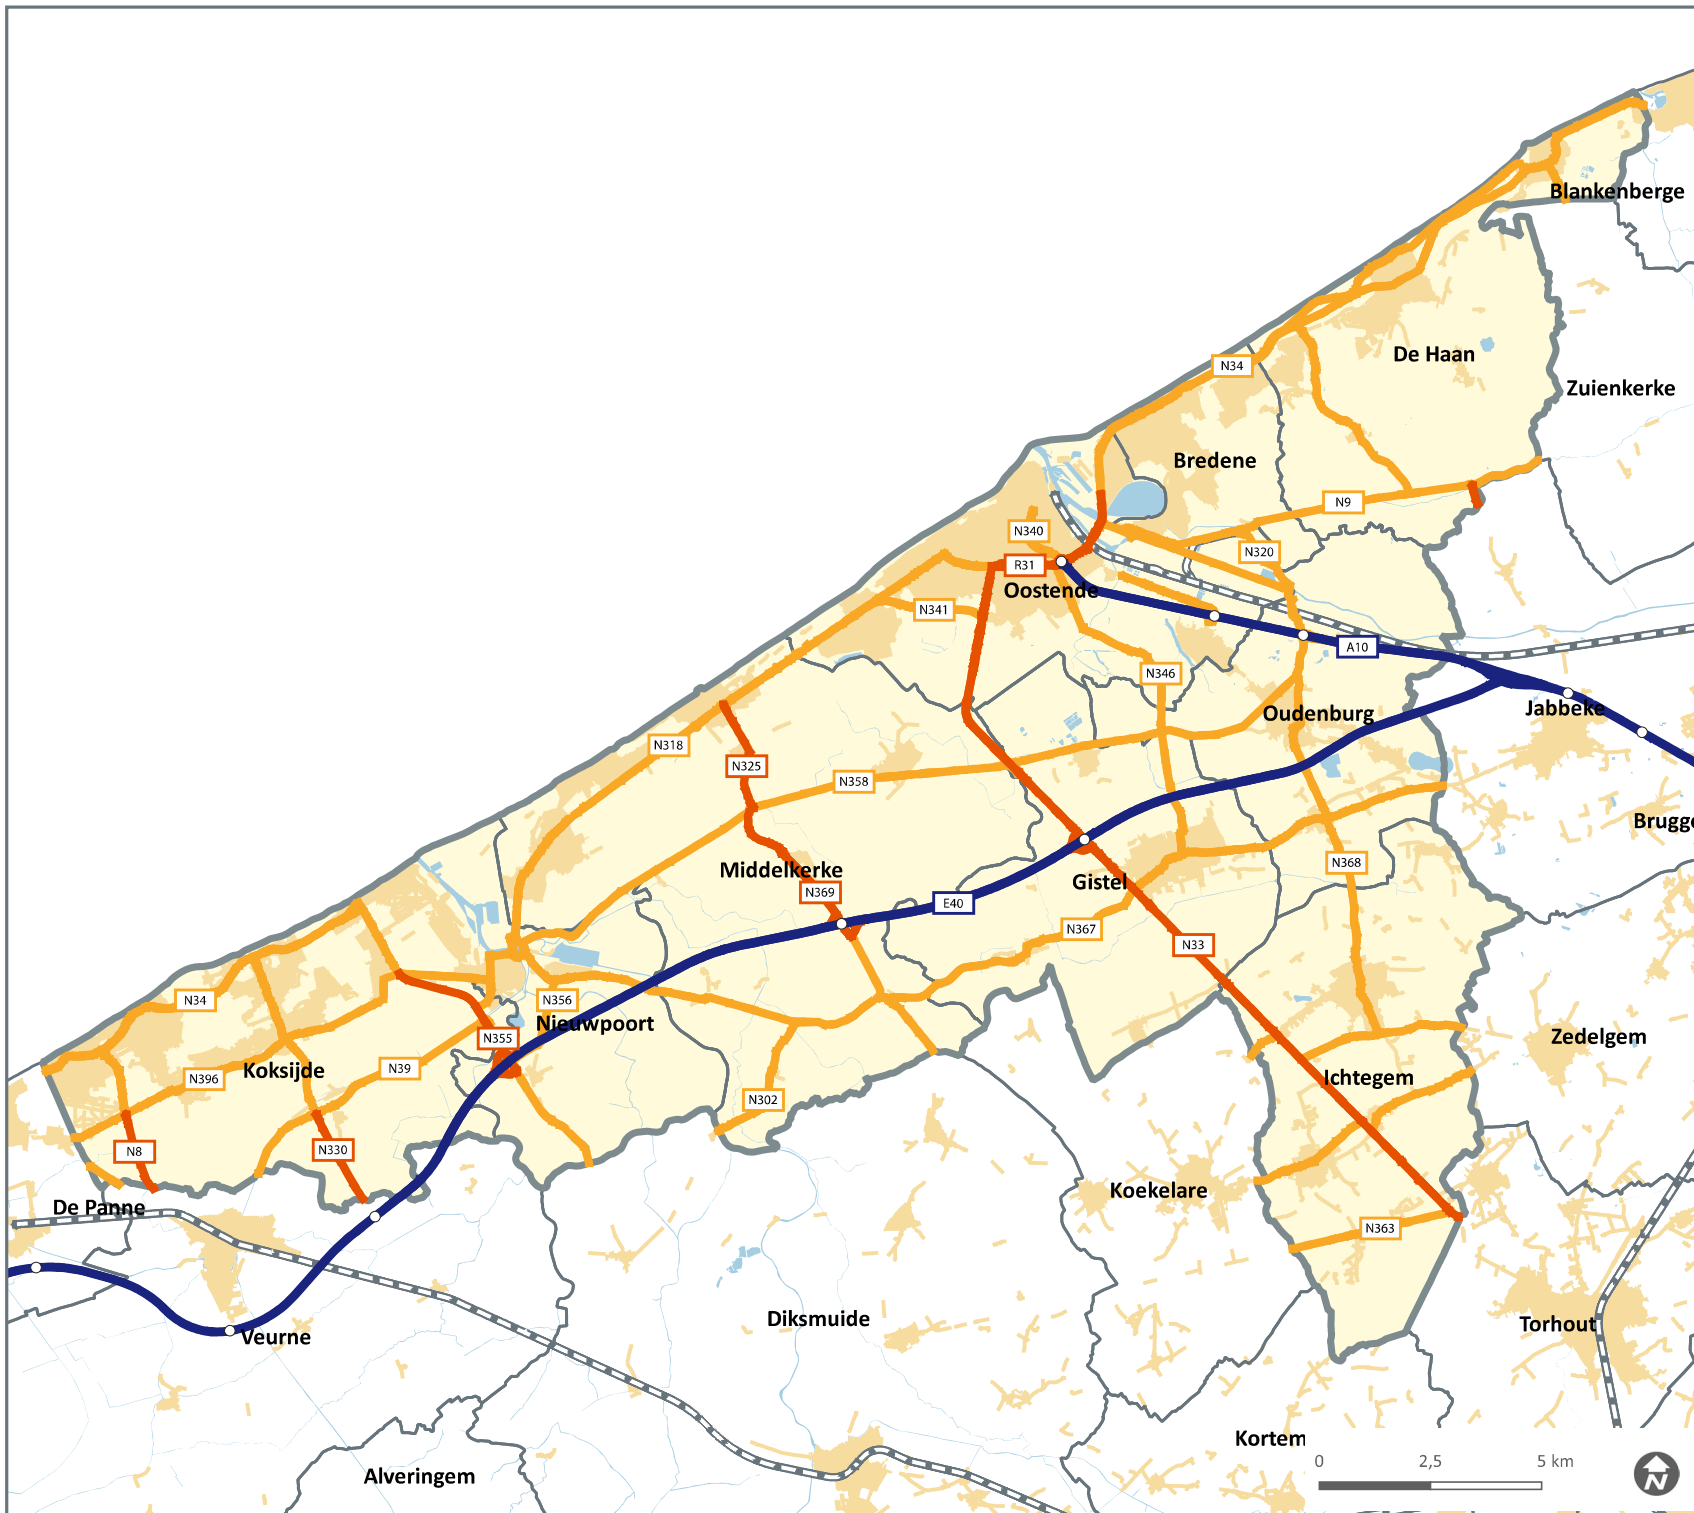 Blankenberge
De Haan
N34
Zuienkerke
Bredene
N9
N340
N320
R31
Oostende
N341
A10
N346
Jabbeke
Oudenburg
N318
N325
N358
Brugge
N368
Middelkerke
Gistel
N369
E40
N367
N33
N34
N356
Nieuwpoort
N355
Zedelgem
Koksijde
N39
N396
Ichtegem
N302
N8
N330
Koekelare
De Panne
N363
Diksmuide
Torhout
Veurne
Kortem
0 2,5 5 km
Alveringem
N